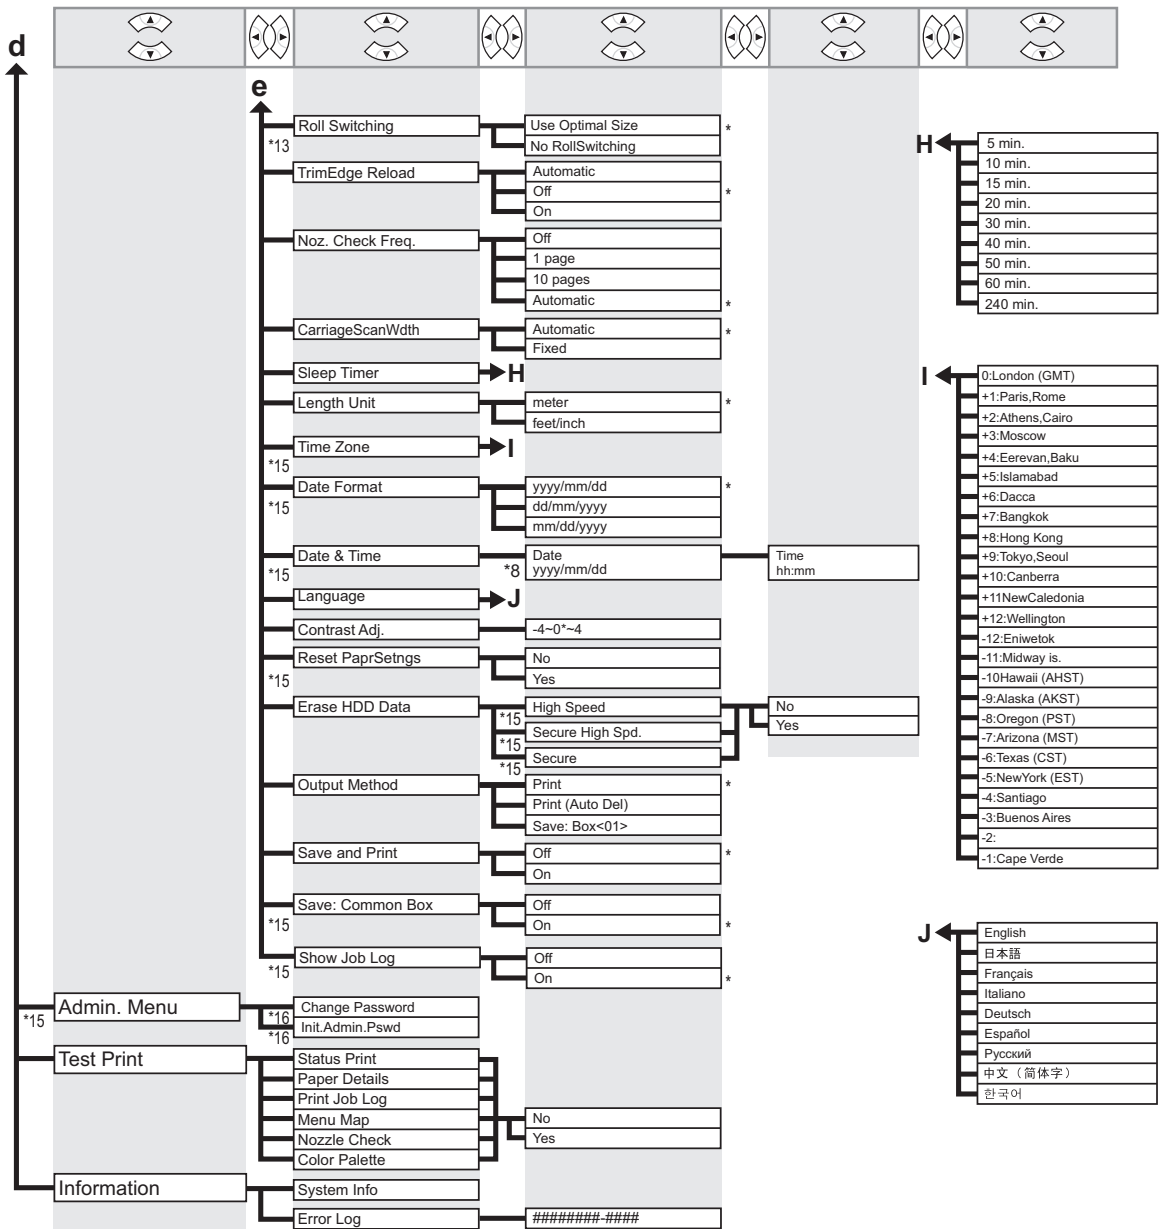 d
e
Roll Switching
*13
Use Optimal Size
*
No RollSwitching
TrimEdge Reload
Automatic
Off
*
On
Noz. Check Freq.
Off
1 page
10 pages
Automatic
*
CarriageScanWdth
Automatic
*
Fixed
Sleep Timer
H
Length Unit
meter
*
feet/inch
Time Zone
I
*15
Date Format
*15
yyyy/mm/dd
*
dd/mm/yyyy
mm/dd/yyyy
Date & Time
*15
*8
Date
yyyy/mm/dd
Time
hh:mm
Language
J
Contrast Adj.
-4~0*~4
Reset PaprSetngs
*15
No
Yes
Erase HDD Data
High Speed
*15
Secure High Spd.
*15
Secure
*15
No
Yes
Output Method
Print
*
Print (Auto Del)
Save: Box<01>
Save and Print
Off
*
On
Save: Common Box
*15
Off
On
*
Show Job Log
*15
Off
On
*
Admin. Menu
*15
Change Password
*16
Init.Admin.Pswd
*16
Test Print
Status Print
Paper Details
Print Job Log
Menu Map
Nozzle Check
Color Palette
No
Yes
Information
System Info
Error Log
########-####
H
5 min.
10 min.
15 min.
20 min.
30 min.
40 min.
50 min.
60 min.
240 min.
I
0:London (GMT)
+1:Paris,Rome
+2:Athens,Cairo
+3:Moscow
+4:Eerevan,Baku
+5:Islamabad
+6:Dacca
+7:Bangkok
+8:Hong Kong
+9:Tokyo,Seoul
+10:Canberra
+11NewCaledonia
+12:Wellington
-12:Eniwetok
-11:Midway is.
-10Hawaii (AHST)
-9:Alaska (AKST)
-8:Oregon (PST)
-7:Arizona (MST)
-6:Texas (CST)
-5:NewYork (EST)
-4:Santiago
-3:Buenos Aires
-2:
-1:Cape Verde
J
English
日本語
Français
Italiano
Deutsch
Español
Русский
中文（简体字）
한국어